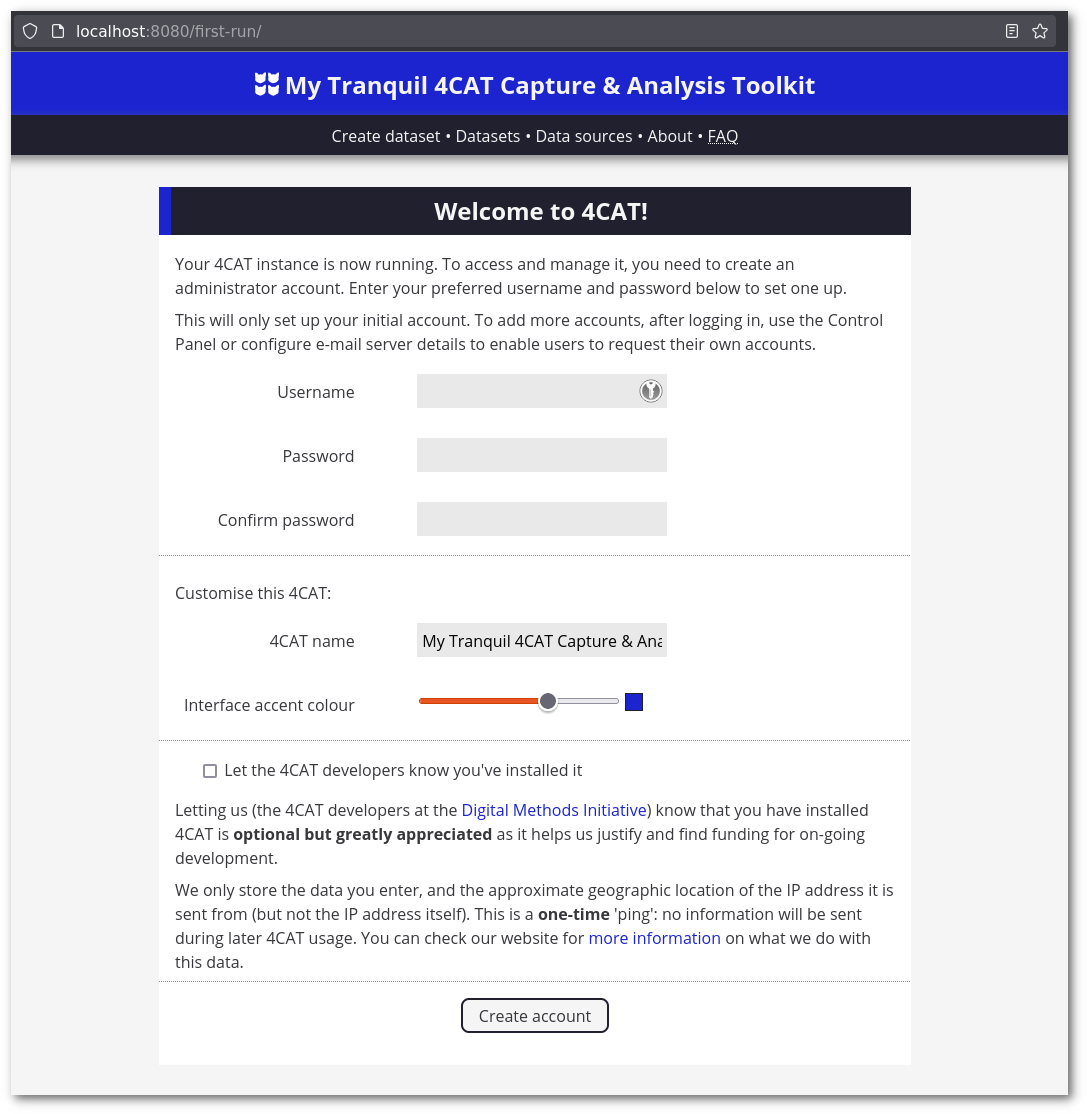 localhost:8080/first-run/
My Tranquil 4CAT Capture & Analysis Toolkit
Create dataset • Datasets • Data sources • About • FAQ
Welcome to 4CAT!
Your 4CAT instance is now running. To access and manage it, you need to create an
administrator account. Enter your preferred username and password below to set one up.
This will only set up your initial account. To add more accounts, after logging in, use the Control
Panel or configure e-mail server details to enable users to request their own accounts.
Username
Password
Confirm password
Customise this 4CAT:
4CAT name My Tranquil 4CAT Capture & Ana
Interface accent colour
Let the 4CAT developers know you've installed it
Letting us (the 4CAT developers at the Digital Methods Initiative) know that you have installed
4CAT is optional but greatly appreciated as it helps us justify and find funding for on-going
development.
We only store the data you enter, and the approximate geographic location of the IP address it is
sent from (but not the IP address itself). This is a one-time 'ping': no information will be sent
during later 4CAT usage. You can check our website for more information on what we do with
this data.
Create account